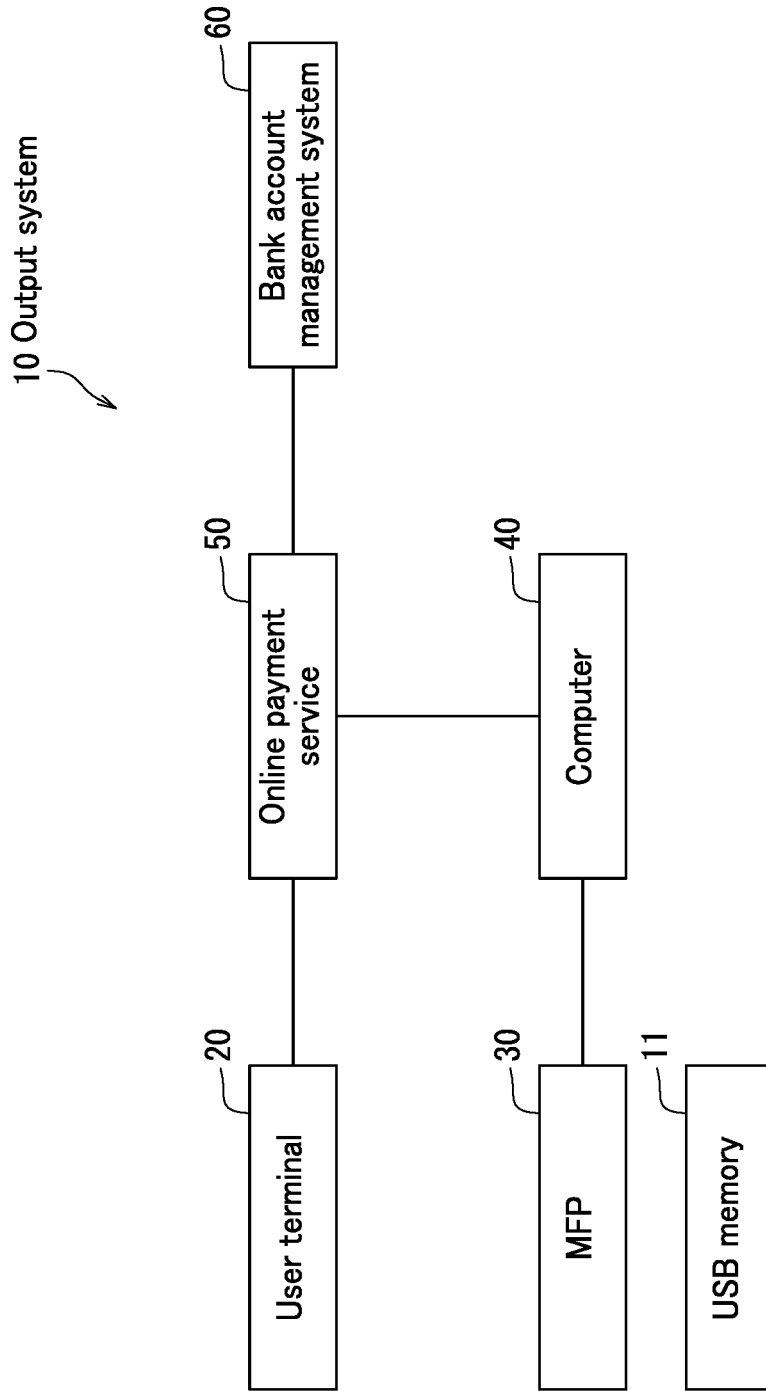 10 Output system
20
User terminal
50
Online payment
service
60
Bank account
management system
30
MFP
40
Computer
11
USB memory